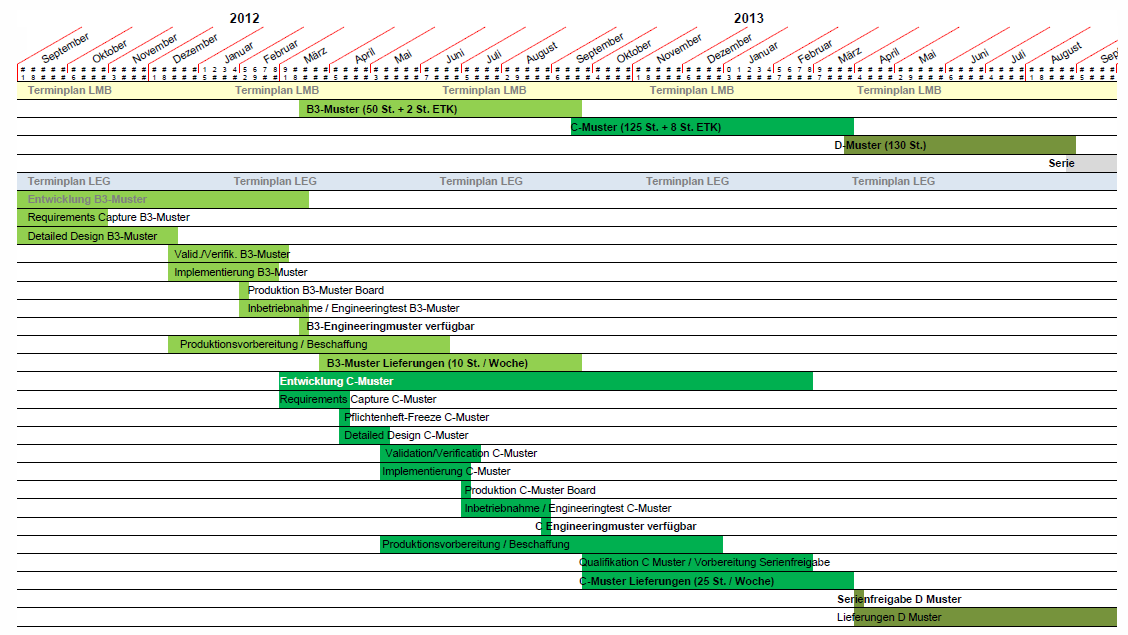 2012 2013
September Oktober November Dezember Januar Februar März April Mai Juni Juli August September Oktober November Dezember Januar Februar März April Mai Juni Juli August
Terminplan LMB Terminplan LMB Terminplan LMB Terminplan LMB Terminplan LMB
B3-Muster (50 St. + 2 St. ETK)
C-Muster (125 St. + 8 St. ETK)
D-Muster (130 St.)
Serie
Terminplan LEG Terminplan LEG Terminplan LEG Terminplan LEG Terminplan LEG
Entwicklung B3-Muster
Requirements Capture B3-Muster
Detailed Design B3-Muster
Valid./Verifik. B3-Muster
Implementierung B3-Muster
Produktion B3-Muster Board
Inbetriebnahme / Engineeringtest B3-Muster
B3-Engineeringmuster verfügbar
Produktionsvorbereitung / Beschaffung
B3-Muster Lieferungen (10 St. / Woche)
Entwicklung C-Muster
Requirements Capture C-Muster
Pflichtenheft-Freeze C-Muster
Detailed Design C-Muster
Validation/Verification C-Muster
Implementierung C-Muster
Produktion C-Muster Board
Inbetriebnahme / Engineeringtest C-Muster
C Engineeringmuster verfügbar
Produktionsvorbereitung / Beschaffung
Qualifikation C Muster / Vorbereitung Serienfreigabe
C-Muster Lieferungen (25 St. / Woche)
Serienfreigabe D Muster
Lieferungen D Muster